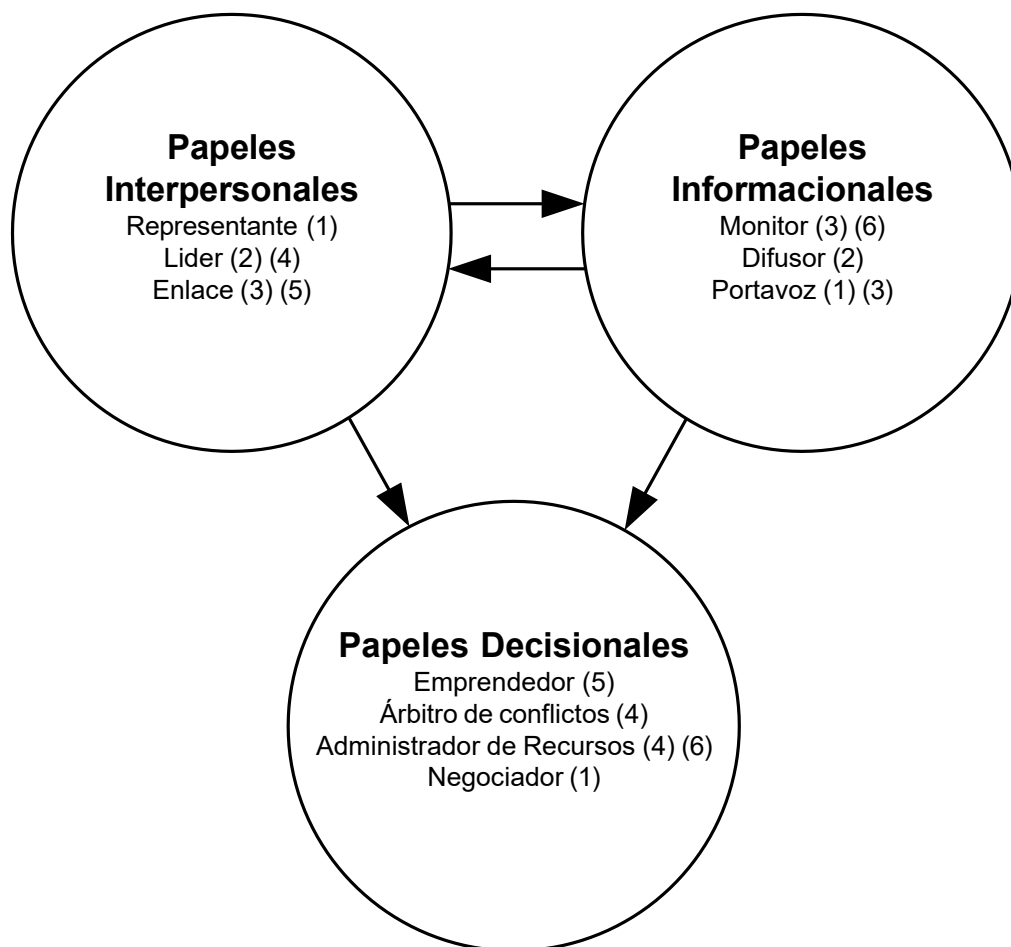 Papeles
Interpersonales
Representante (1)
Lider (2) (4)
Enlace (3) (5)
Papeles
Informacionales
Monitor (3) (6)
Difusor (2)
Portavoz (1) (3)
Papeles Decisionales
Emprendedor (5)
Árbitro de conflictos (4)
Administrador de Recursos (4) (6)
Negociador (1)